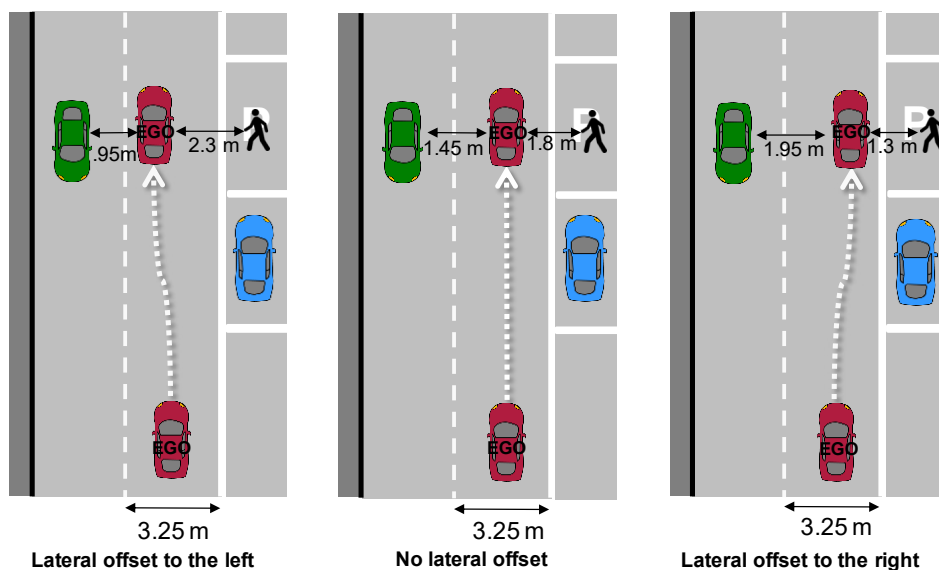 P
EGO
.95m
2.3 m
EGO
3.25 m
Lateral offset to the left
P
EGO
1.45 m
1.8 m
EGO
3.25 m
No lateral offset
P
EGO
1.95 m
1.3 m
EGO
3.25 m
Lateral offset to the right